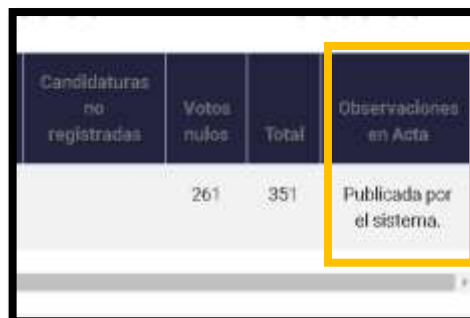 Candidaturas
no
registradas
Votos
nulos
Total
Observaciones
en Acta
261
351
Publicada por
el sistema.